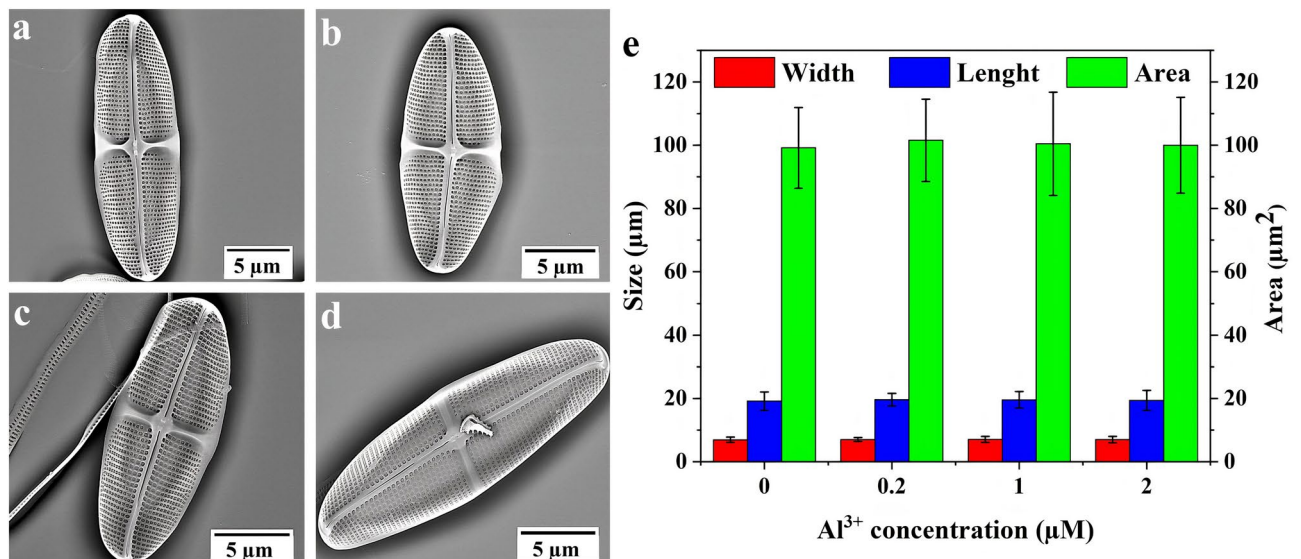 a
5 µm
b
5 µm
c
5 µm
d
5 µm
e
Width Lenght Area
120
100
80
60
40
20
0
Size (µm)
120
100
80
60
40
20
0
Area (µm²)
0 0.2 1 2
Al³⁺ concentration (µM)